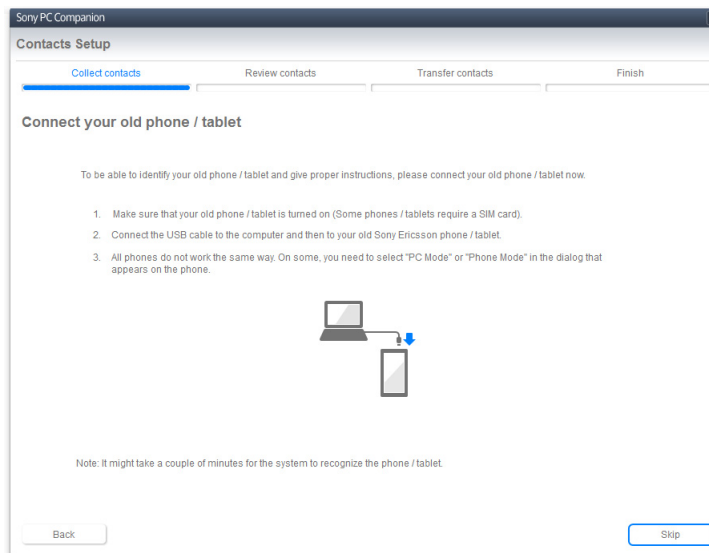 Sony PC Companion
Contacts Setup
Collect contacts Review contacts Transfer contacts Finish
Connect your old phone / tablet
To be able to identify your old phone / tablet and give proper instructions, please connect your old phone / tablet now.
1. Make sure that your old phone / tablet is turned on (Some phones / tablets require a SIM card).
2. Connect the USB cable to the computer and then to your old Sony Ericsson phone / tablet.
3. All phones do not work the same way. On some, you need to select "PC Mode" or "Phone Mode" in the dialog that
appears on the phone.
Note: It might take a couple of minutes for the system to recognize the phone / tablet.
Back Skip